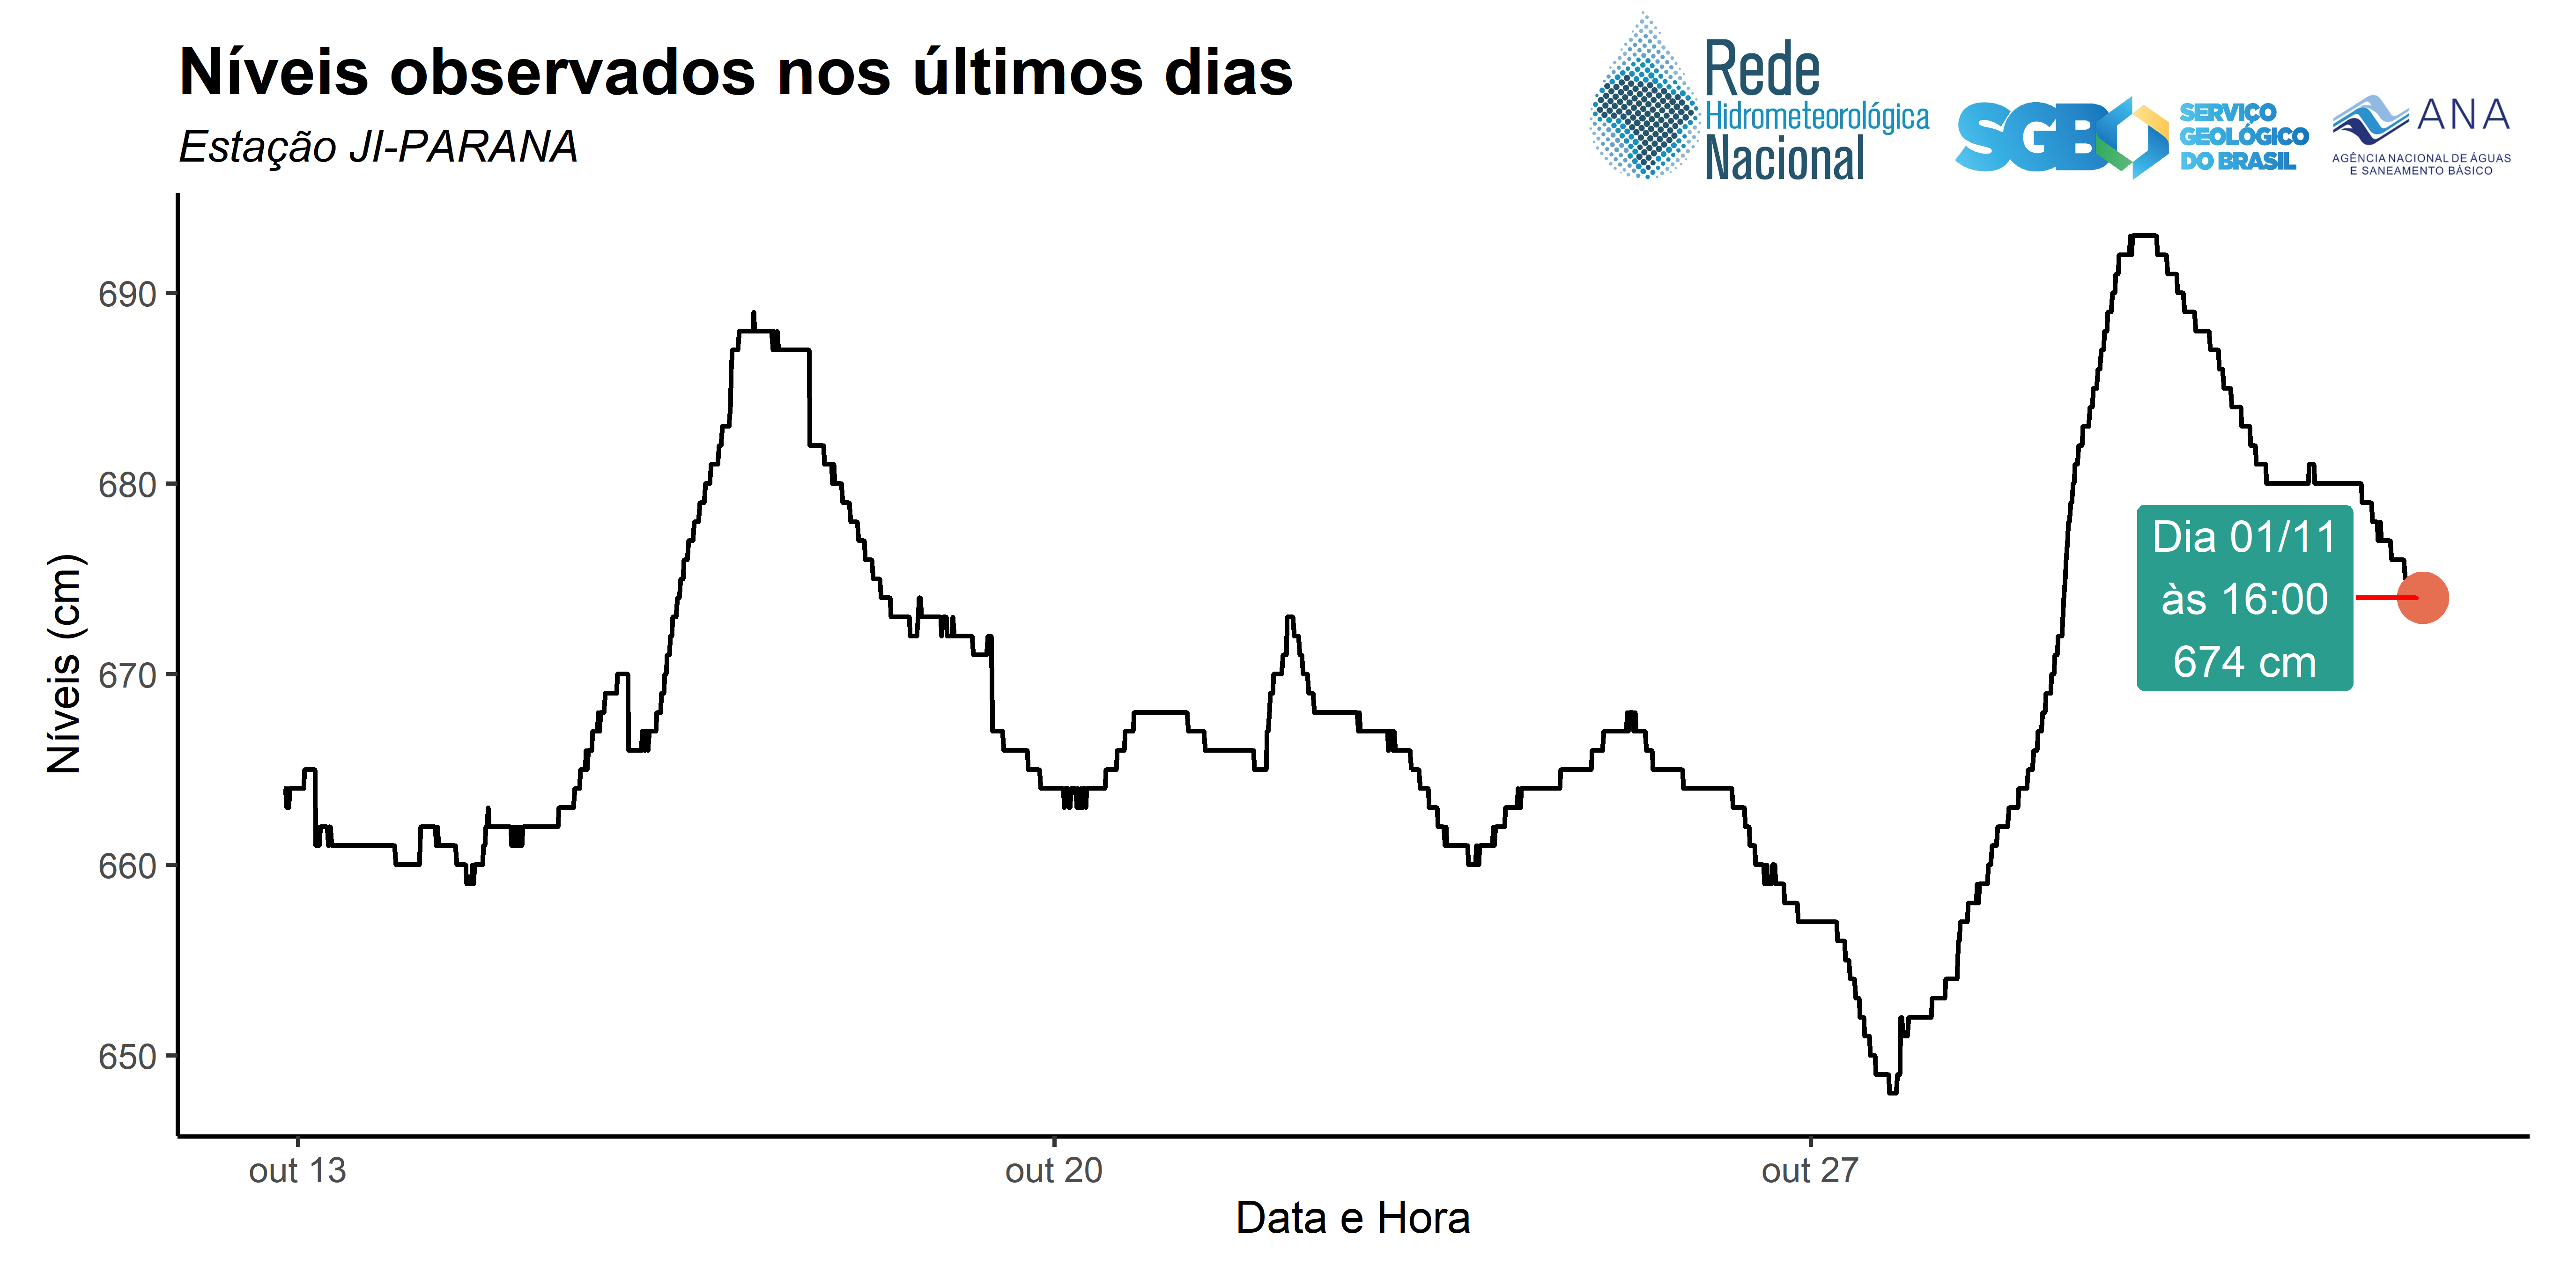 Níveis observados nos últimos dias
Estação JI-PARANA
Rede
Hidrometeorológica
Nacional
SGB
SERVIÇO
GEOLÓGICO
DO BRASIL
ANA
AGÊNCIA NACIONAL DE ÁGUAS
E SANEAMENTO BÁSICO
Níveis (cm)
690
680
670
660
650
Dia 01/11
às 16:00
674 cm
out 13
out 20
out 27
Data e Hora